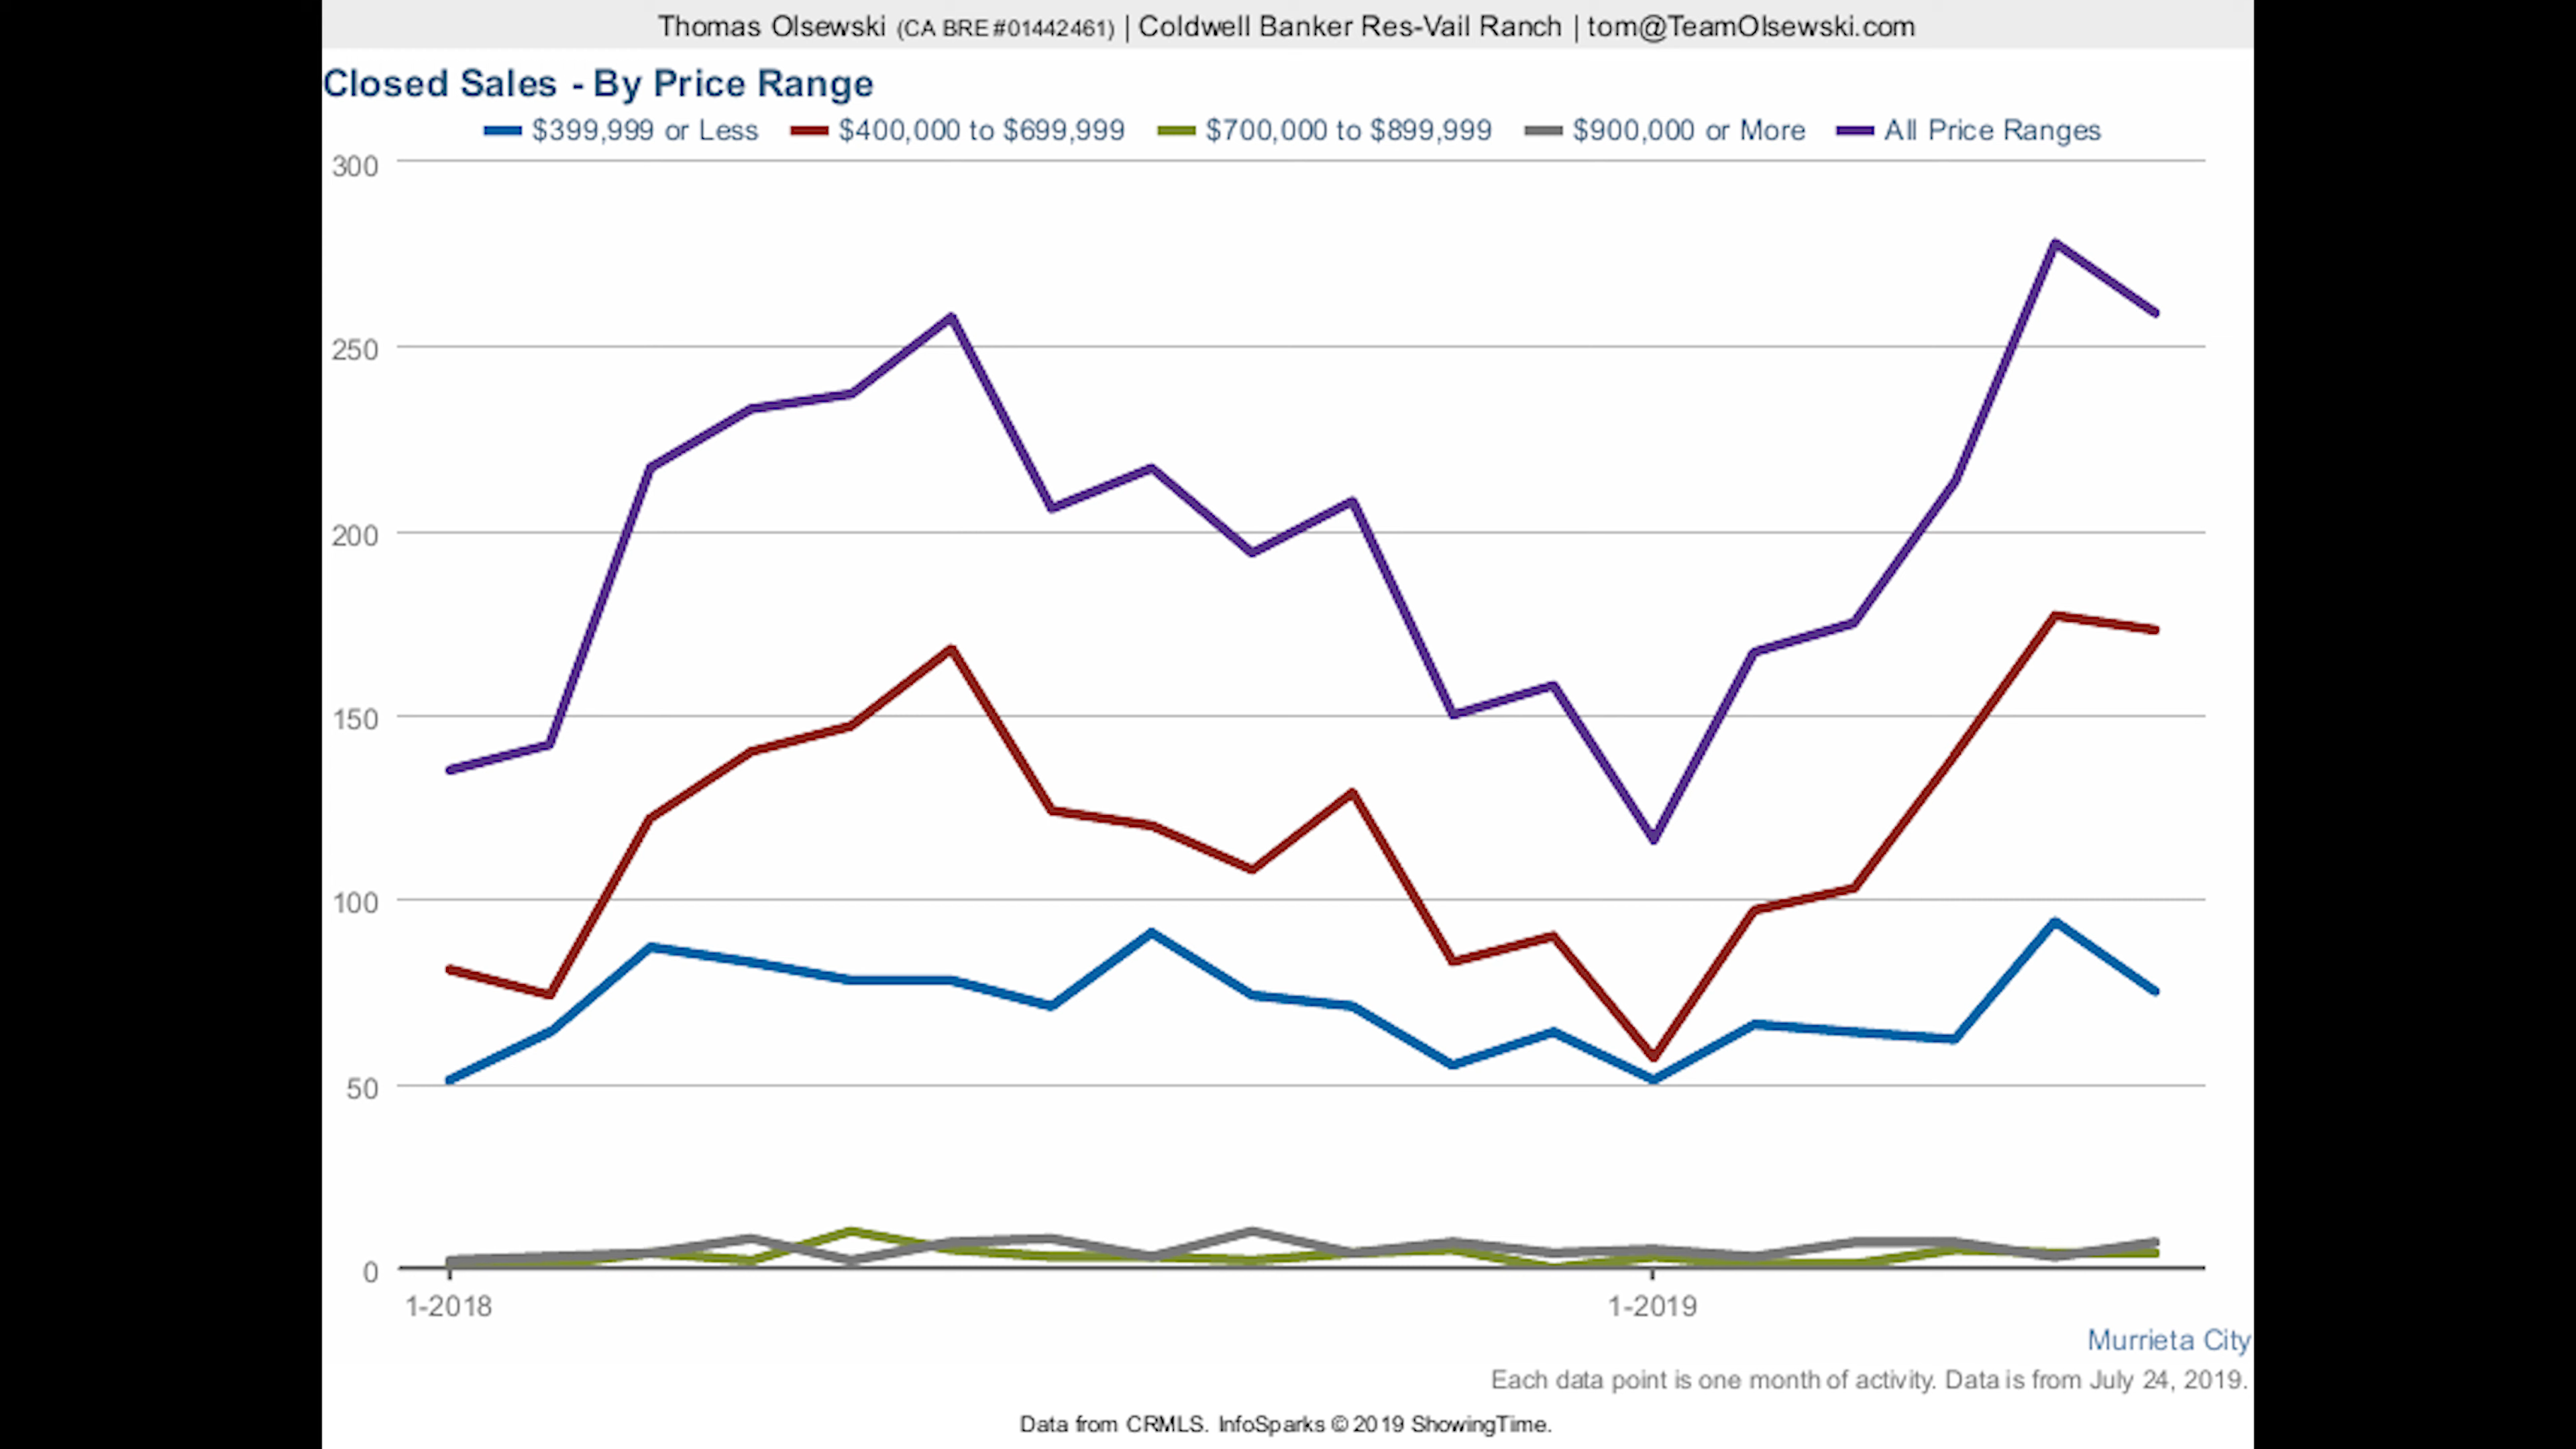 Thomas Olsewski (CA BRE #01442461) | Coldwell Banker Res-Vail Ranch | tom@TeamOlsewski.com
Closed Sales - By Price Range
$399,999 or Less $400,000 to $699,999 $700,000 to $899,999 $900,000 or More All Price Ranges
300
250
200
150
100
50
0
1-2018 1-2019
Murrieta City
Each data point is one month of activity. Data is from July 24, 2019.
Data from CRMLS. InfoSparks © 2019 ShowingTime.